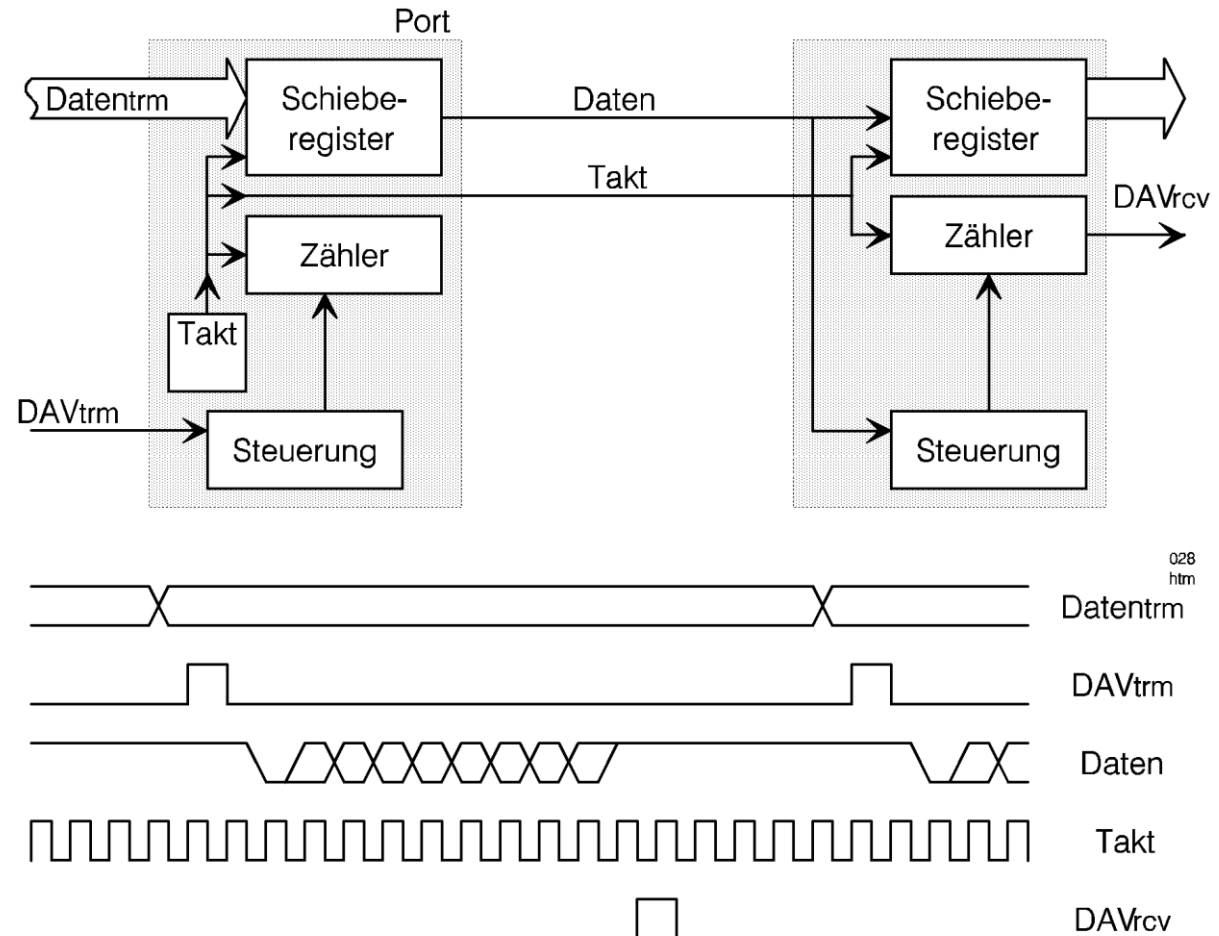 Port
Datentrm
Schiebe-
register
Daten
Schiebe-
register
Takt
DAVrcv
Zähler
Zähler
Takt
DAVtrm
Steuerung
Steuerung
028
htm
Datentrm
DAVtrm
Daten
Takt
DAVrcv